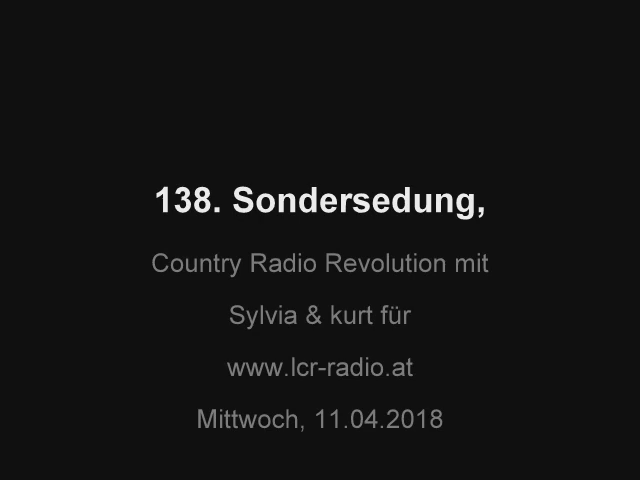 138. Sondersedung,
Country Radio Revolution mit
Sylvia & kurt für
www.lcr-radio.at
Mittwoch, 11.04.2018